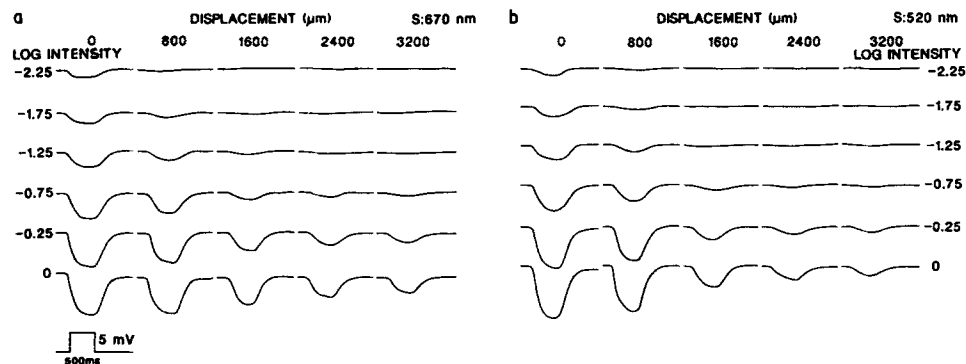 a DISPLACEMENT (µm) S:670 nm
0 800 1600 2400 3200
LOG INTENSITY
-2.25
-1.75
-1.25
-0.75
-0.25
0
5 mV
500ms
b DISPLACEMENT (µm) S:520 nm
0 800 1600 2400 3200
LOG INTENSITY
-2.25
-1.75
-1.25
-0.75
-0.25
0